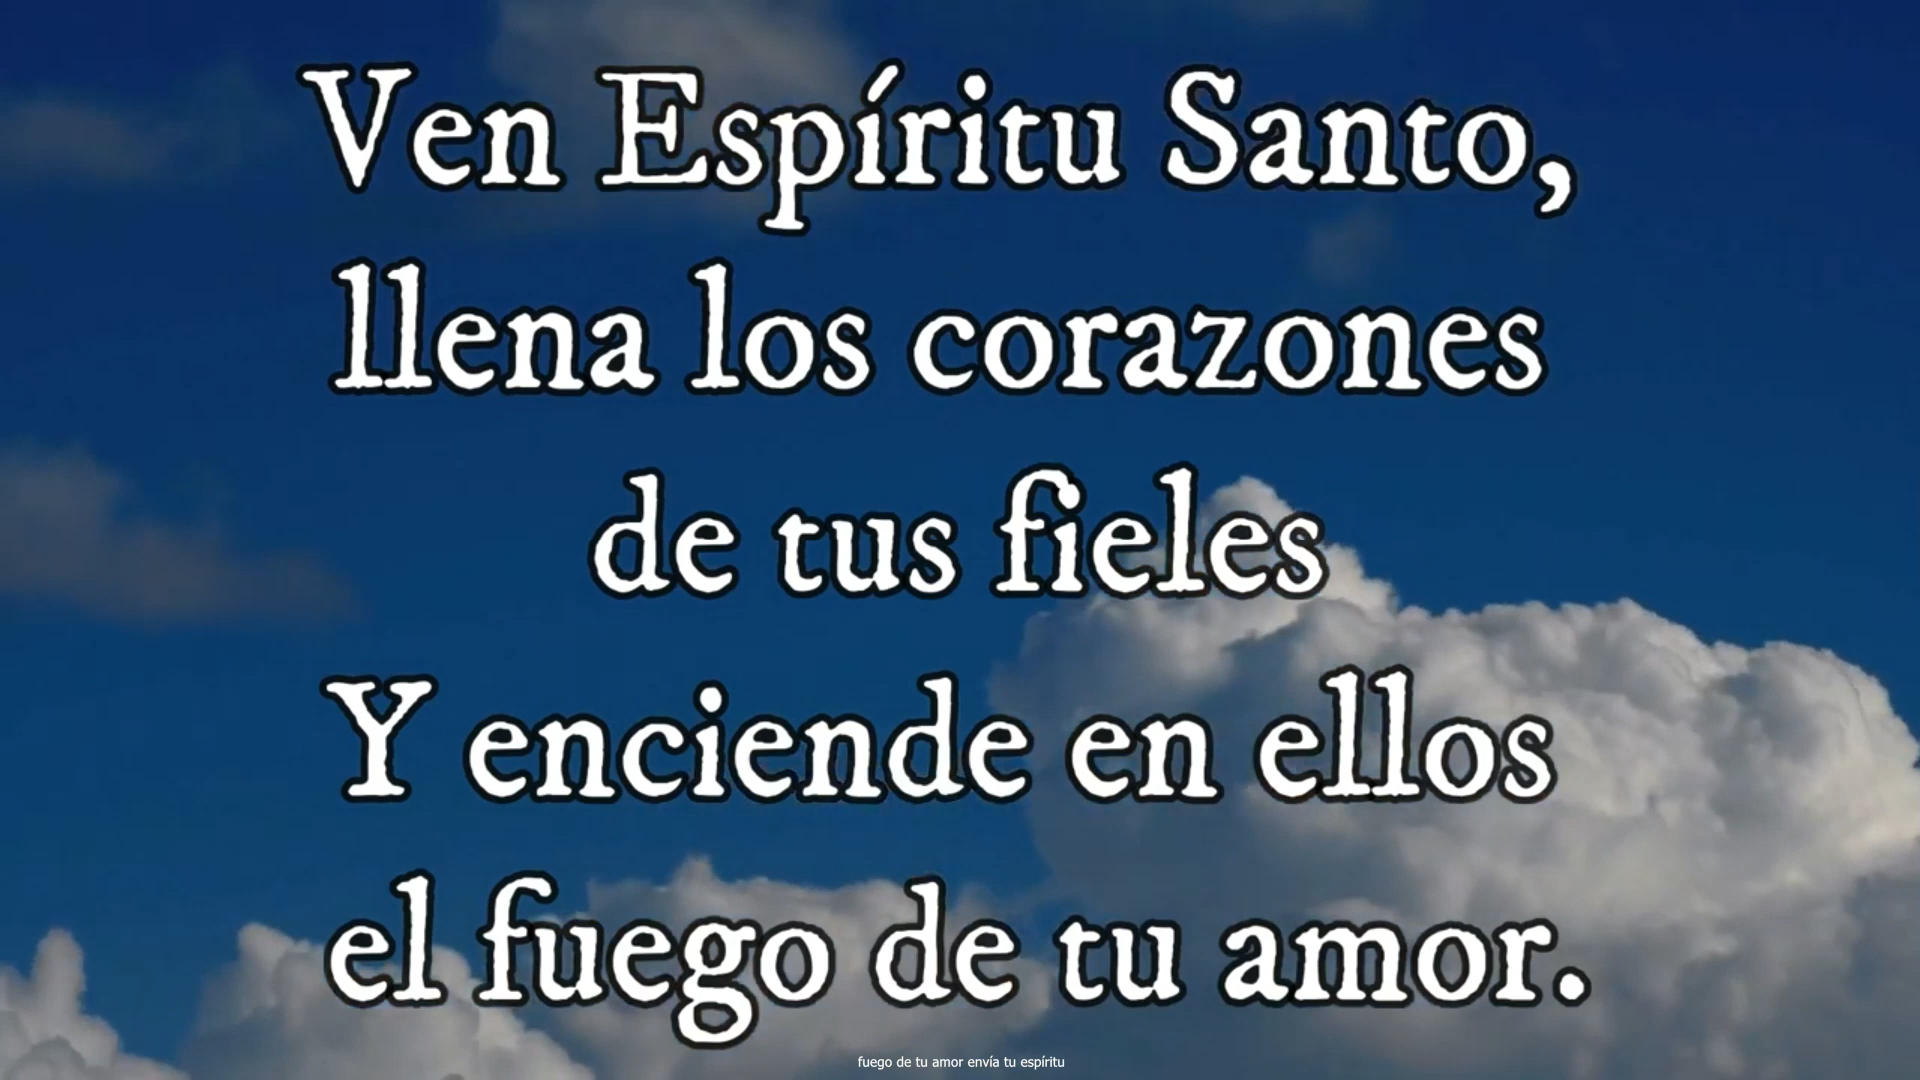 Ven Espíritu Santo,
llena los corazones
de tus fieles
Y enciende en ellos
el fuego de tu amor.
fuego de tu amor envía tu espíritu